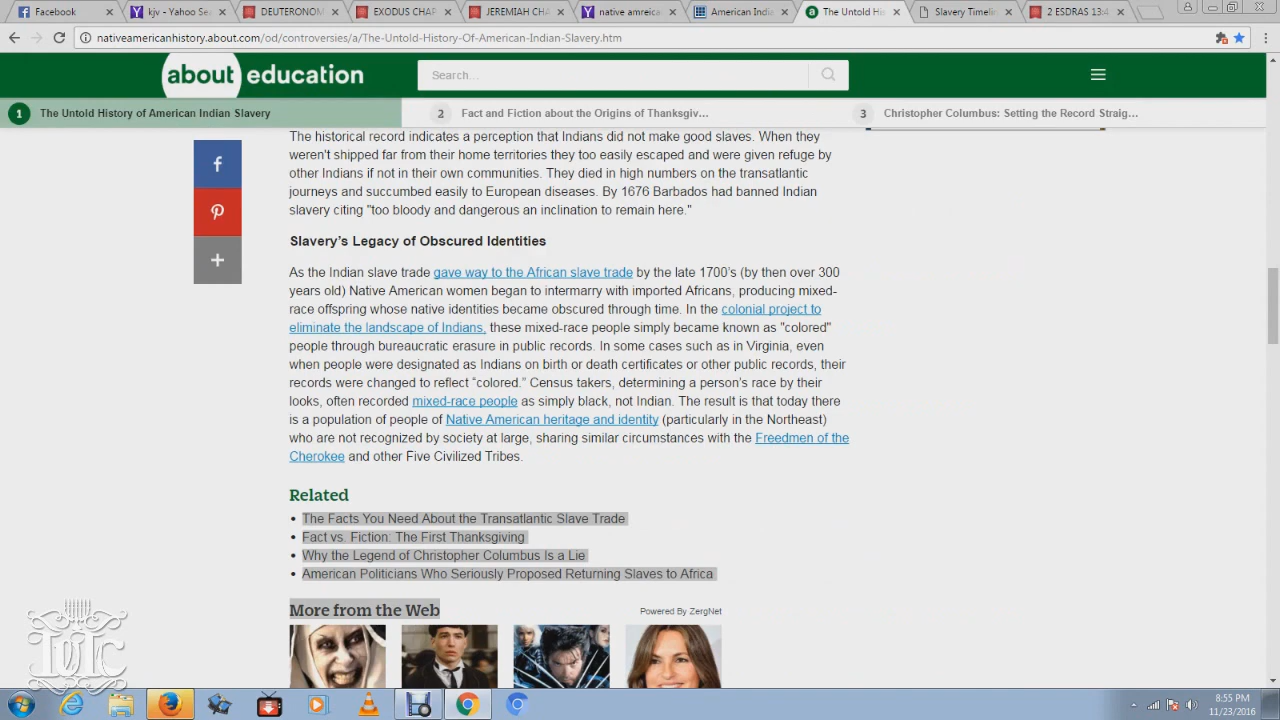 Facebook
kjv - Yahoo Sea
DEUTERONOM
EXODUS CHAP
JEREMIAH CHA
native amreica
American India
The Untold His
Slavery Timelin
2 ESDRAS 13:4
nativeamericanhistory.about.com/od/controversies/a/The-Untold-History-Of-American-Indian-Slavery.htm
about education
Search...
1 The Untold History of American Indian Slavery
2 Fact and Fiction about the Origins of Thanksgiv...
3 Christopher Columbus: Setting the Record Straig...
The historical record indicates a perception that Indians did not make good slaves. When they
weren't shipped far from their home territories they too easily escaped and were given refuge by
other Indians if not in their own communities. They died in high numbers on the transatlantic
journeys and succumbed easily to European diseases. By 1676 Barbados had banned Indian
slavery citing "too bloody and dangerous an inclination to remain here."
Slavery's Legacy of Obscured Identities
As the Indian slave trade gave way to the African slave trade by the late 1700's (by then over 300
years old) Native American women began to intermarry with imported Africans, producing mixed-
race offspring whose native identities became obscured through time. In the colonial project to
eliminate the landscape of Indians, these mixed-race people simply became known as "colored"
people through bureaucratic erasure in public records. In some cases such as in Virginia, even
when people were designated as Indians on birth or death certificates or other public records, their
records were changed to reflect "colored." Census takers, determining a person's race by their
looks, often recorded mixed-race people as simply black, not Indian. The result is that today there
is a population of people of Native American heritage and identity (particularly in the Northeast)
who are not recognized by society at large, sharing similar circumstances with the Freedmen of the
Cherokee and other Five Civilized Tribes.
Related
• The Facts You Need About the Transatlantic Slave Trade
• Fact vs. Fiction: The First Thanksgiving
• Why the Legend of Christopher Columbus Is a Lie
• American Politicians Who Seriously Proposed Returning Slaves to Africa
More from the Web
Powered By ZergNet
IUIC
8:55 PM
11/23/2016